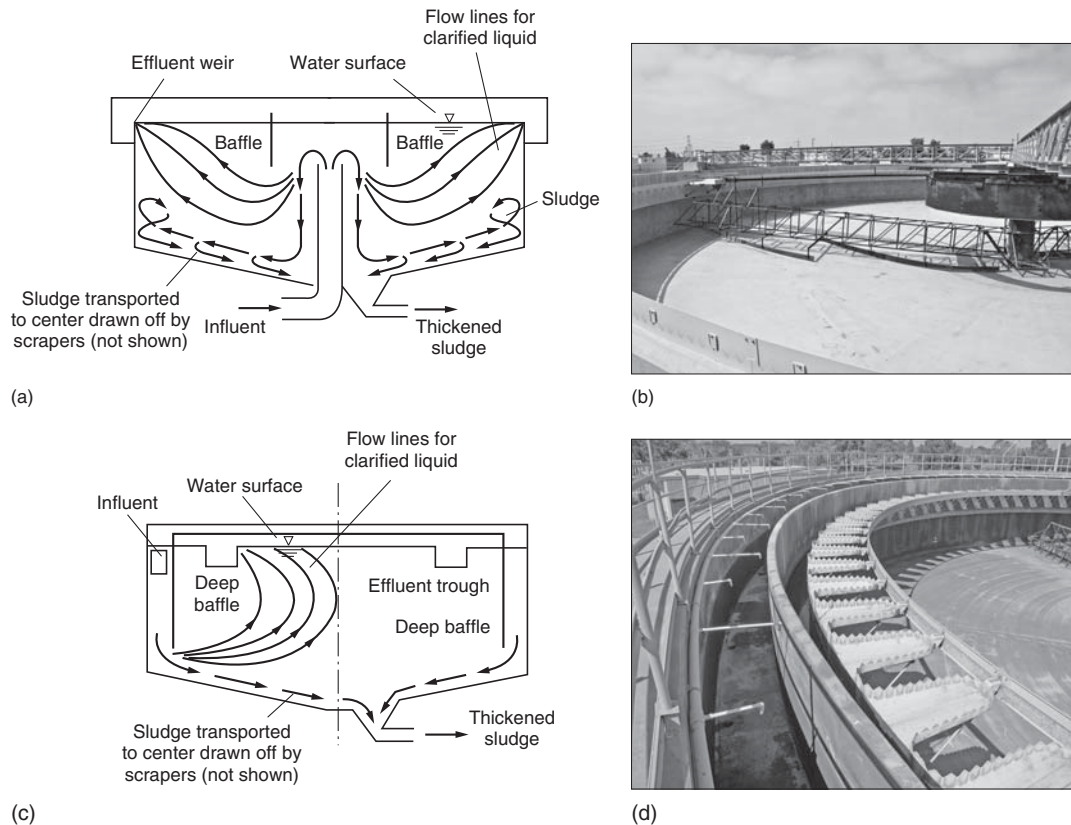 Flow lines for
clarified liquid
Effluent weir
Water surface
Baffle
Baffle
Sludge
Sludge transported
to center drawn off by
scrapers (not shown)
Influent
Thickened
sludge
(a)
(b)
Flow lines for
clarified liquid
Water surface
Influent
Deep
baffle
Effluent trough
Deep baffle
Sludge transported
to center drawn off by
scrapers (not shown)
Thickened
sludge
(c)
(d)